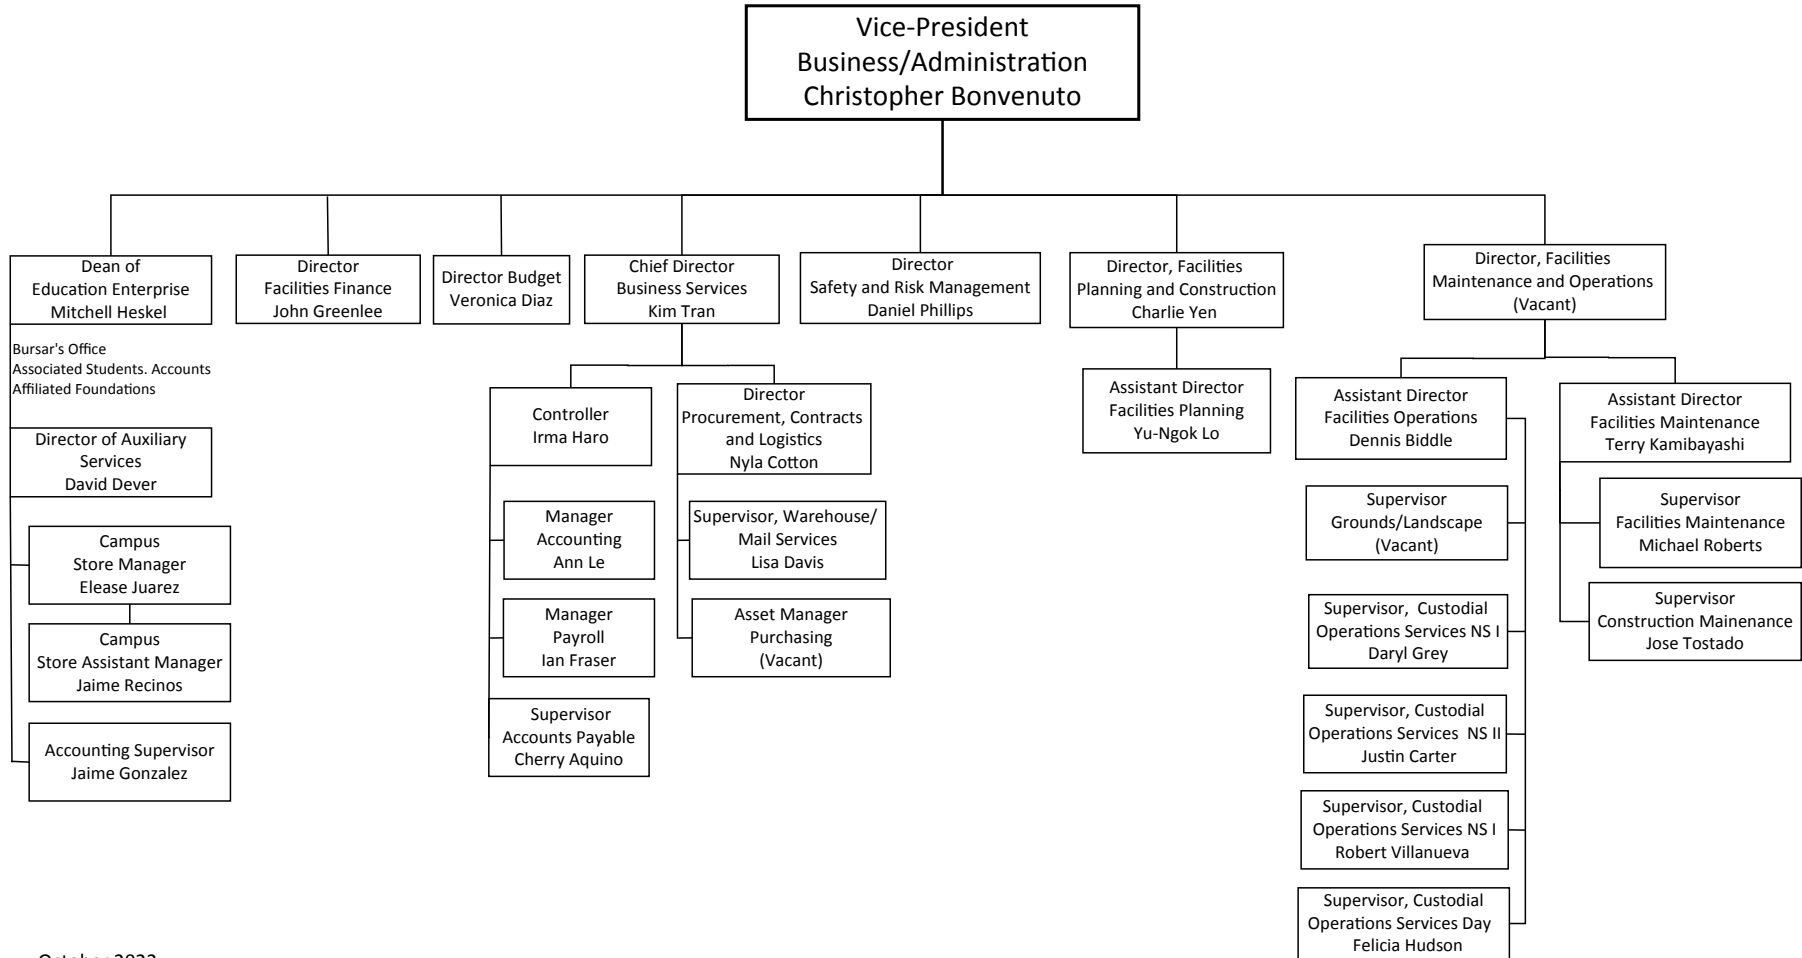 Vice-President
Business/Administration
Christopher Bonvenuto
Dean of
Education Enterprise
Mitchell Heskel
Director
Facilities Finance
John Greenlee
Director Budget
Veronica Diaz
Chief Director
Business Services
Kim Tran
Director
Safety and Risk Management
Daniel Phillips
Director, Facilities
Planning and Construction
Charlie Yen
Director, Facilities
Maintenance and Operations
(Vacant)
Bursar's Office
Associated Students. Accounts
Affiliated Foundations
Director of Auxiliary
Services
David Dever
Campus
Store Manager
Elease Juarez
Campus
Store Assistant Manager
Jaime Recinos
Accounting Supervisor
Jaime Gonzalez
Controller
Irma Haro
Manager
Accounting
Ann Le
Manager
Payroll
Ian Fraser
Supervisor
Accounts Payable
Cherry Aquino
Director
Procurement, Contracts
and Logistics
Nyla Cotton
Supervisor, Warehouse/
Mail Services
Lisa Davis
Asset Manager
Purchasing
(Vacant)
Assistant Director
Facilities Planning
Yu-Ngok Lo
Assistant Director
Facilities Operations
Dennis Biddle
Supervisor
Grounds/Landscape
(Vacant)
Supervisor, Custodial
Operations Services NS I
Daryl Grey
Supervisor, Custodial
Operations Services NS II
Justin Carter
Supervisor, Custodial
Operations Services NS I
Robert Villanueva
Supervisor, Custodial
Operations Services Day
Felicia Hudson
Assistant Director
Facilities Maintenance
Terry Kamibayashi
Supervisor
Facilities Maintenance
Michael Roberts
Supervisor
Construction Mainenance
Jose Tostado